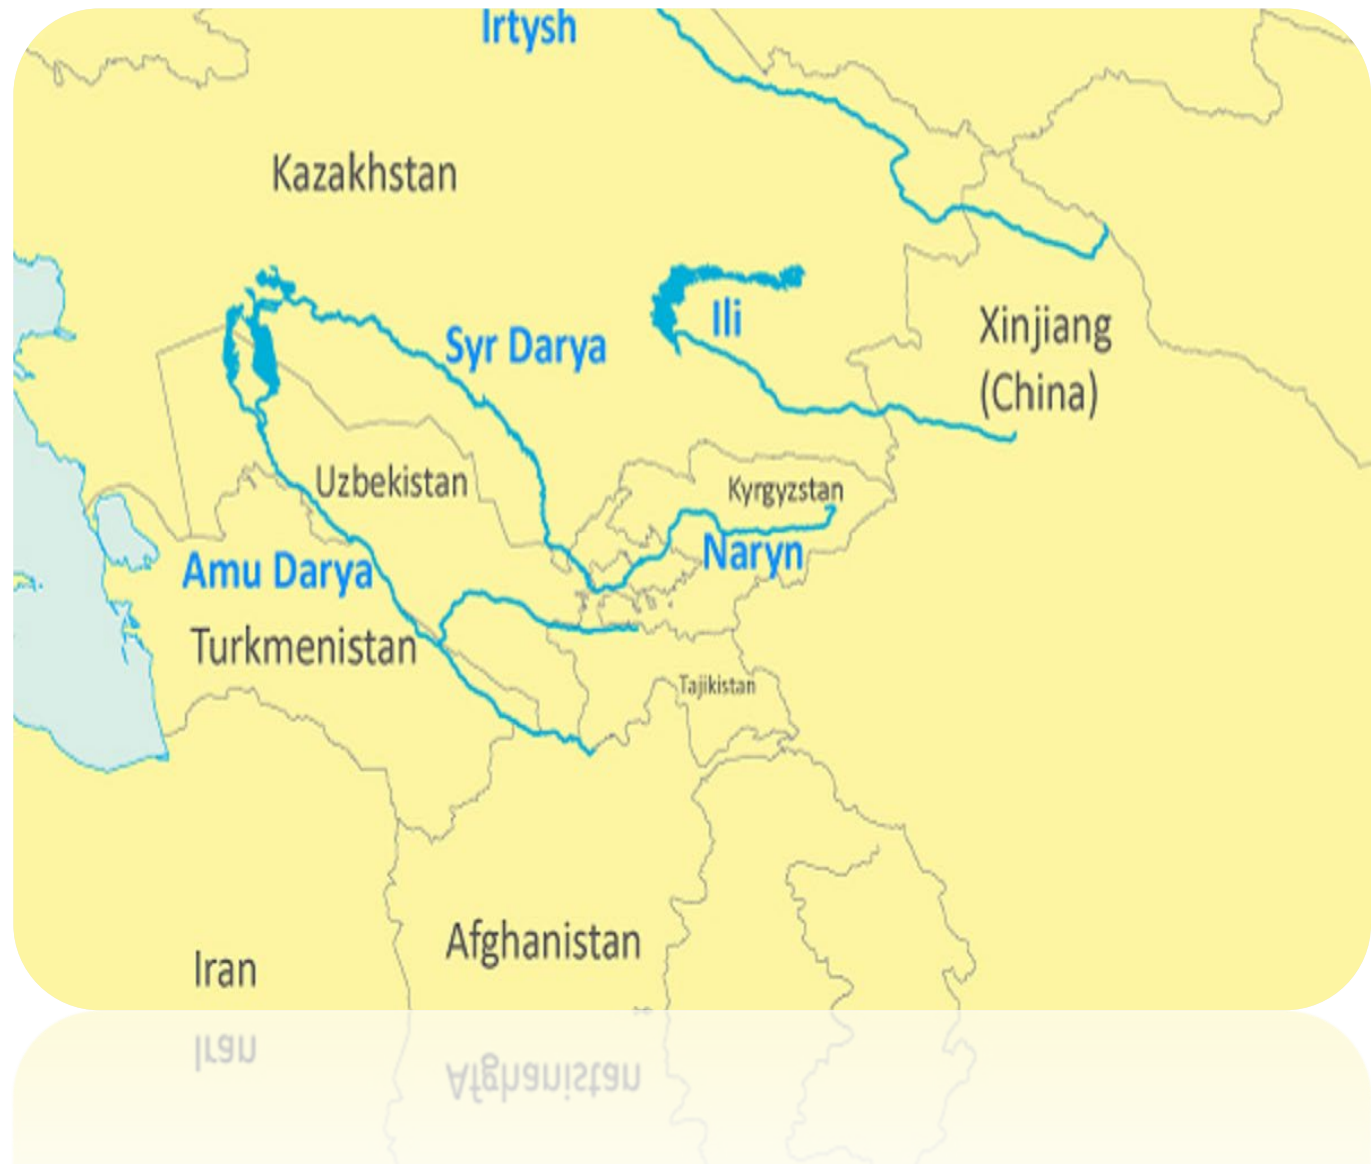 Irtysh
Kazakhstan
Ili
Xinjiang
(China)
Syr Darya
Uzbekistan
Kyrgyzstan
Naryn
Amu Darya
Turkmenistan
Tajikistan
Afghanistan
Iran